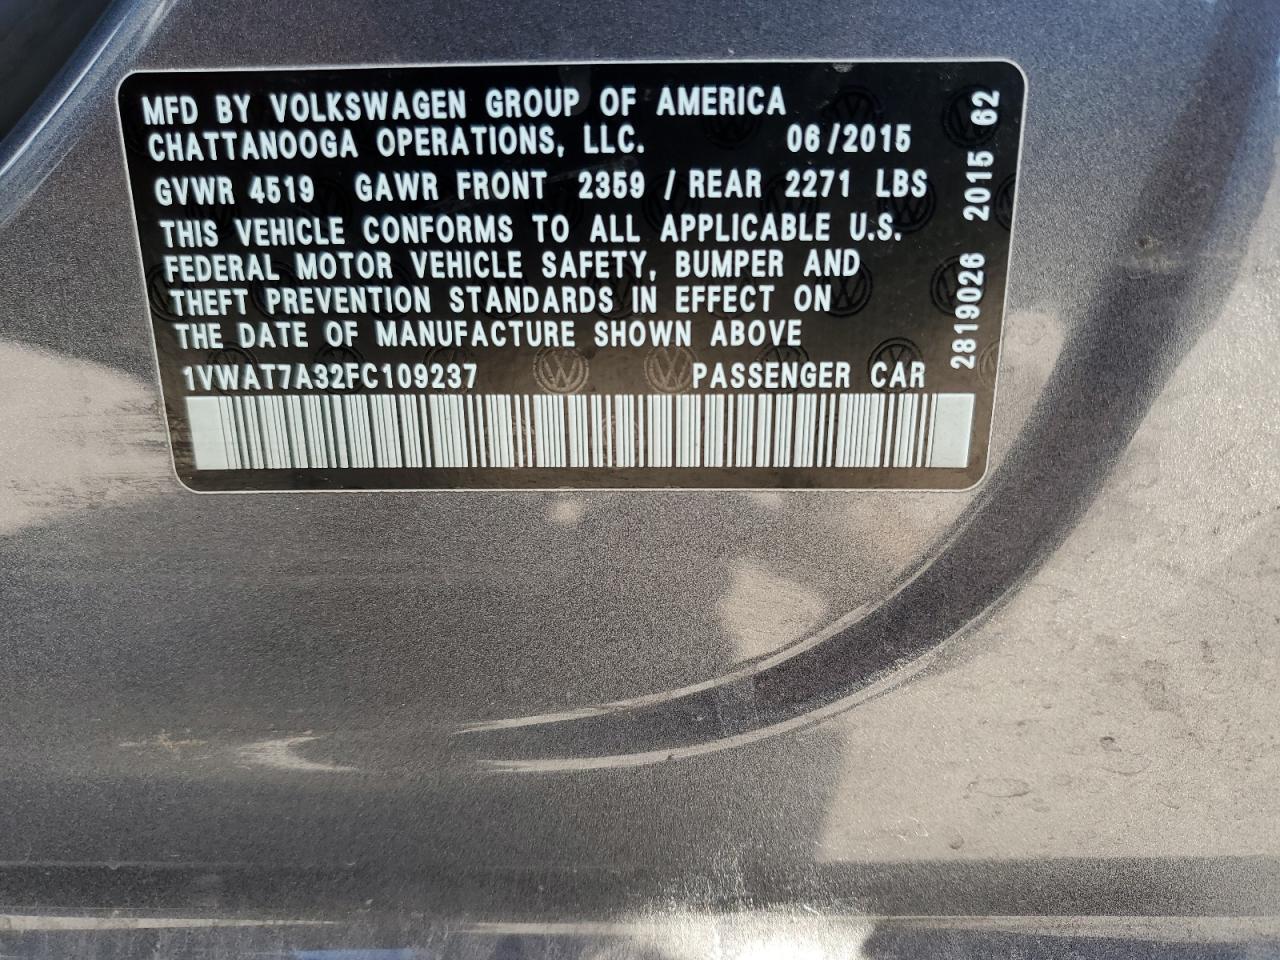 MFD BY VOLKSWAGEN GROUP OF AMERICA
CHATTANOOGA OPERATIONS, LLC. 06/2015
GVWR 4519 GAWR FRONT 2359 / REAR 2271 LBS
THIS VEHICLE CONFORMS TO ALL APPLICABLE U.S.
FEDERAL MOTOR VEHICLE SAFETY, BUMPER AND
THEFT PREVENTION STANDARDS IN EFFECT ON
THE DATE OF MANUFACTURE SHOWN ABOVE
1VWAT7A32FC109237 PASSENGER CAR
2819026 2015 62